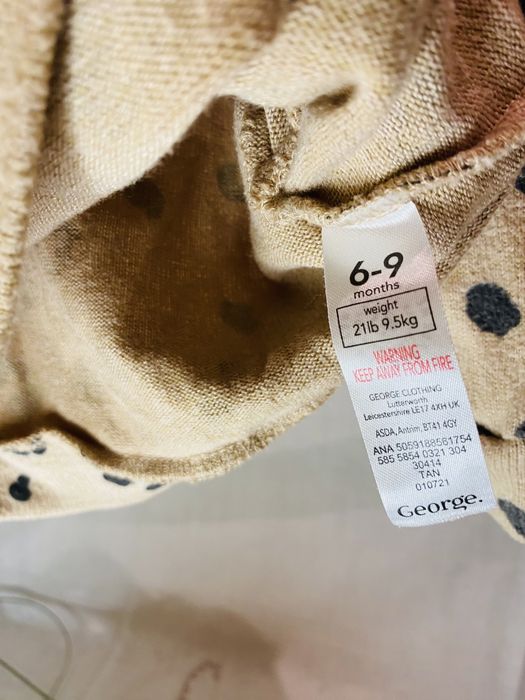 6-9
months
weight
21lb 9.5kg
WARNING
KEEP AWAY FROM FIRE
GEORGE CLOTHING
Lutterworth
Leicestershire LE17 4XH UK
ASDA, Antrim, BT41 4GY
ANA 5059188581754
585 5854 0321 304
30414
TAN
010721
George.